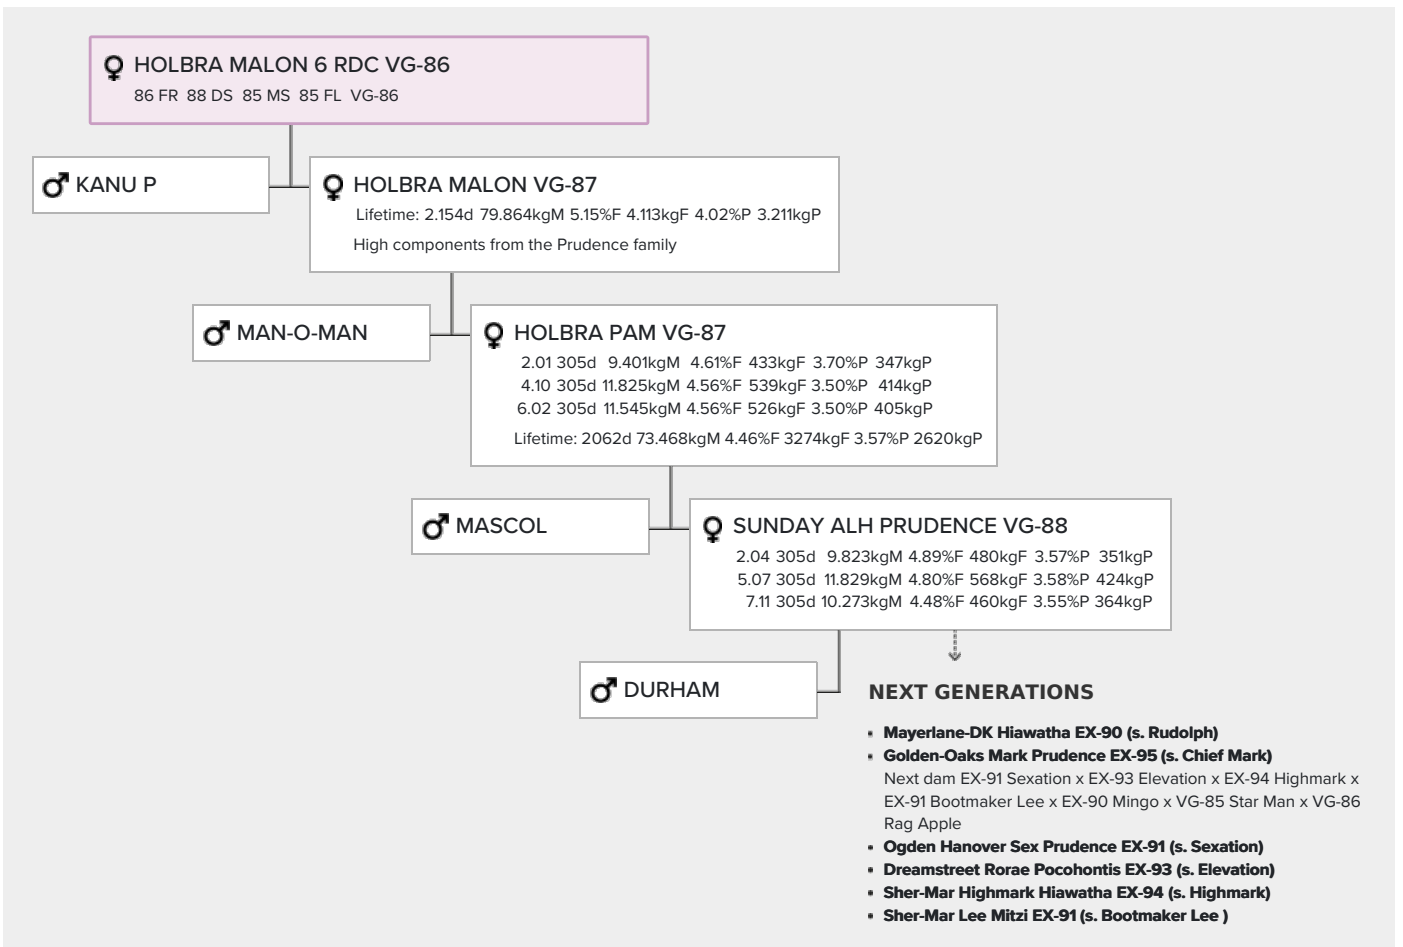 HOLBRA MALON 6 RDC VG-86
86 FR 88 DS 85 MS 85 FL VG-86
KANU P
HOLBRA MALON VG-87
Lifetime: 2.154d 79.864kgM 5.15%F 4.113kgF 4.02%P 3.211kgP
High components from the Prudence family
MAN-O-MAN
HOLBRA PAM VG-87
2.01 305d 9.401kgM 4.61%F 433kgF 3.70%P 347kgP
4.10 305d 11.825kgM 4.56%F 539kgF 3.50%P 414kgP
6.02 305d 11.545kgM 4.56%F 526kgF 3.50%P 405kgP
Lifetime: 2062d 73.468kgM 4.46%F 3274kgF 3.57%P 2620kgP
MASCOL
SUNDAY ALH PRUDENCE VG-88
2.04 305d 9.823kgM 4.89%F 480kgF 3.57%P 351kgP
5.07 305d 11.829kgM 4.80%F 568kgF 3.58%P 424kgP
7.11 305d 10.273kgM 4.48%F 460kgF 3.55%P 364kgP
DURHAM
NEXT GENERATIONS
Mayerlane-DK Hiawatha EX-90 (s. Rudolph)
Golden-Oaks Mark Prudence EX-95 (s. Chief Mark)
Next dam EX-91 Sexation x EX-93 Elevation x EX-94 Highmark x
EX-91 Bootmaker Lee x EX-90 Mingo x VG-85 Star Man x VG-86
Rag Apple
Ogden Hanover Sex Prudence EX-91 (s. Sexation)
Dreamstreet Rorae Pocohontis EX-93 (s. Elevation)
Sher-Mar Highmark Hiawatha EX-94 (s. Highmark)
Sher-Mar Lee Mitzi EX-91 (s. Bootmaker Lee )